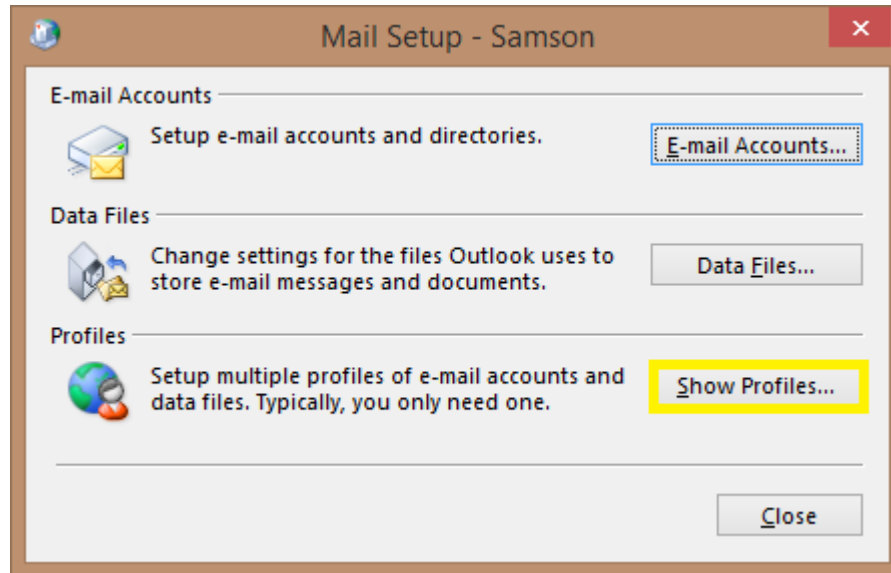 Mail Setup - Samson
E-mail Accounts
Setup e-mail accounts and directories.
E-mail Accounts...
Data Files
Change settings for the files Outlook uses to
store e-mail messages and documents.
Data Files...
Profiles
Setup multiple profiles of e-mail accounts and
data files. Typically, you only need one.
Show Profiles...
Close